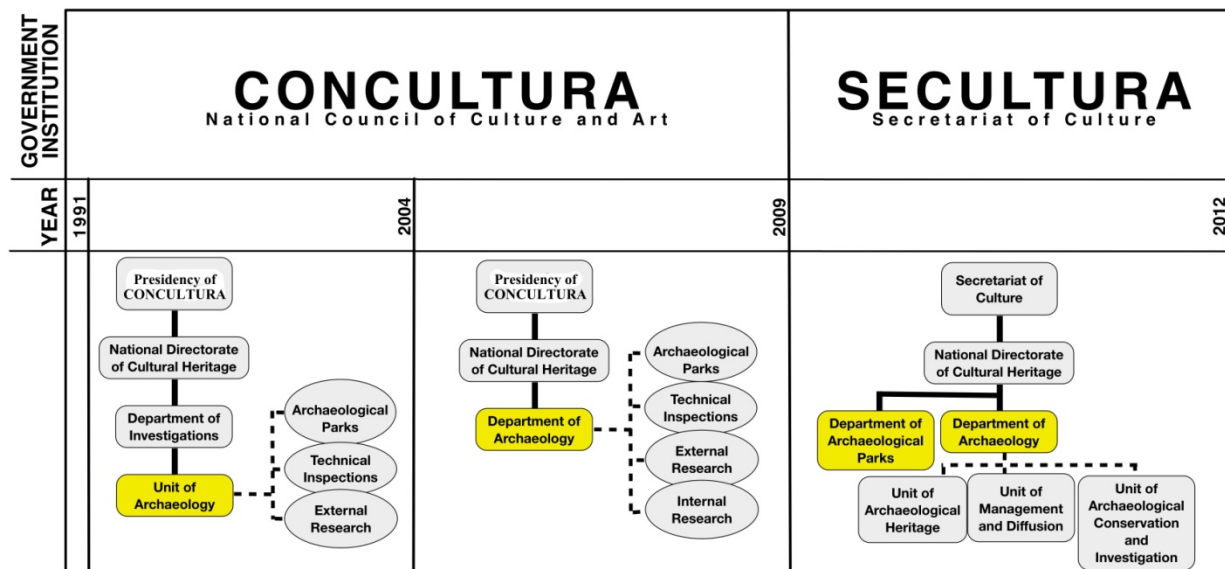 GOVERNMENT
INSTITUTION
CONCULTURA
National Council of Culture and Art
SECULTURA
Secretariat of Culture
YEAR
1991
2004
2009
2012
Presidency of
CONCULTURA
National Directorate
of Cultural Heritage
Department of
Investigations
Unit of
Archaeology
Archaeological
Parks
Technical
Inspections
External
Research
Presidency of
CONCULTURA
National Directorate
of Cultural Heritage
Department of
Archaeology
Archaeological
Parks
Technical
Inspections
External
Research
Internal
Research
Secretariat of
Culture
National Directorate
of Cultural Heritage
Department of
Archaeological
Parks
Department of
Archaeology
Unit of
Archaeological
Heritage
Unit of
Management
and Diffusion
Unit of
Archaeological
Conservation
and
Investigation